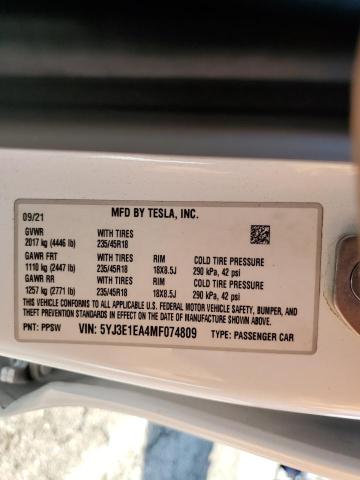 09/21 MFD BY TESLA, INC.
GVWR WITH TIRES
2017 kg (4446 lb) 235/45R18
GAWR FRT WITH TIRES RIM COLD TIRE PRESSURE
1110 kg (2447 lb) 235/45R18 18X8.5J 290 kPa, 42 psi
GAWR RR WITH TIRES RIM COLD TIRE PRESSURE
1257 kg (2771 lb) 235/45R18 18X8.5J 290 kPa, 42 psi
THIS VEHICLE CONFORMS TO ALL APPLICABLE U.S. FEDERAL MOTOR VEHICLE SAFETY, BUMPER, AND
THEFT PREVENTION STANDARDS IN EFFECT ON THE DATE OF MANUFACTURE SHOWN ABOVE.
PNT: PPSW VIN: 5YJ3E1EA4MF074809 TYPE: PASSENGER CAR